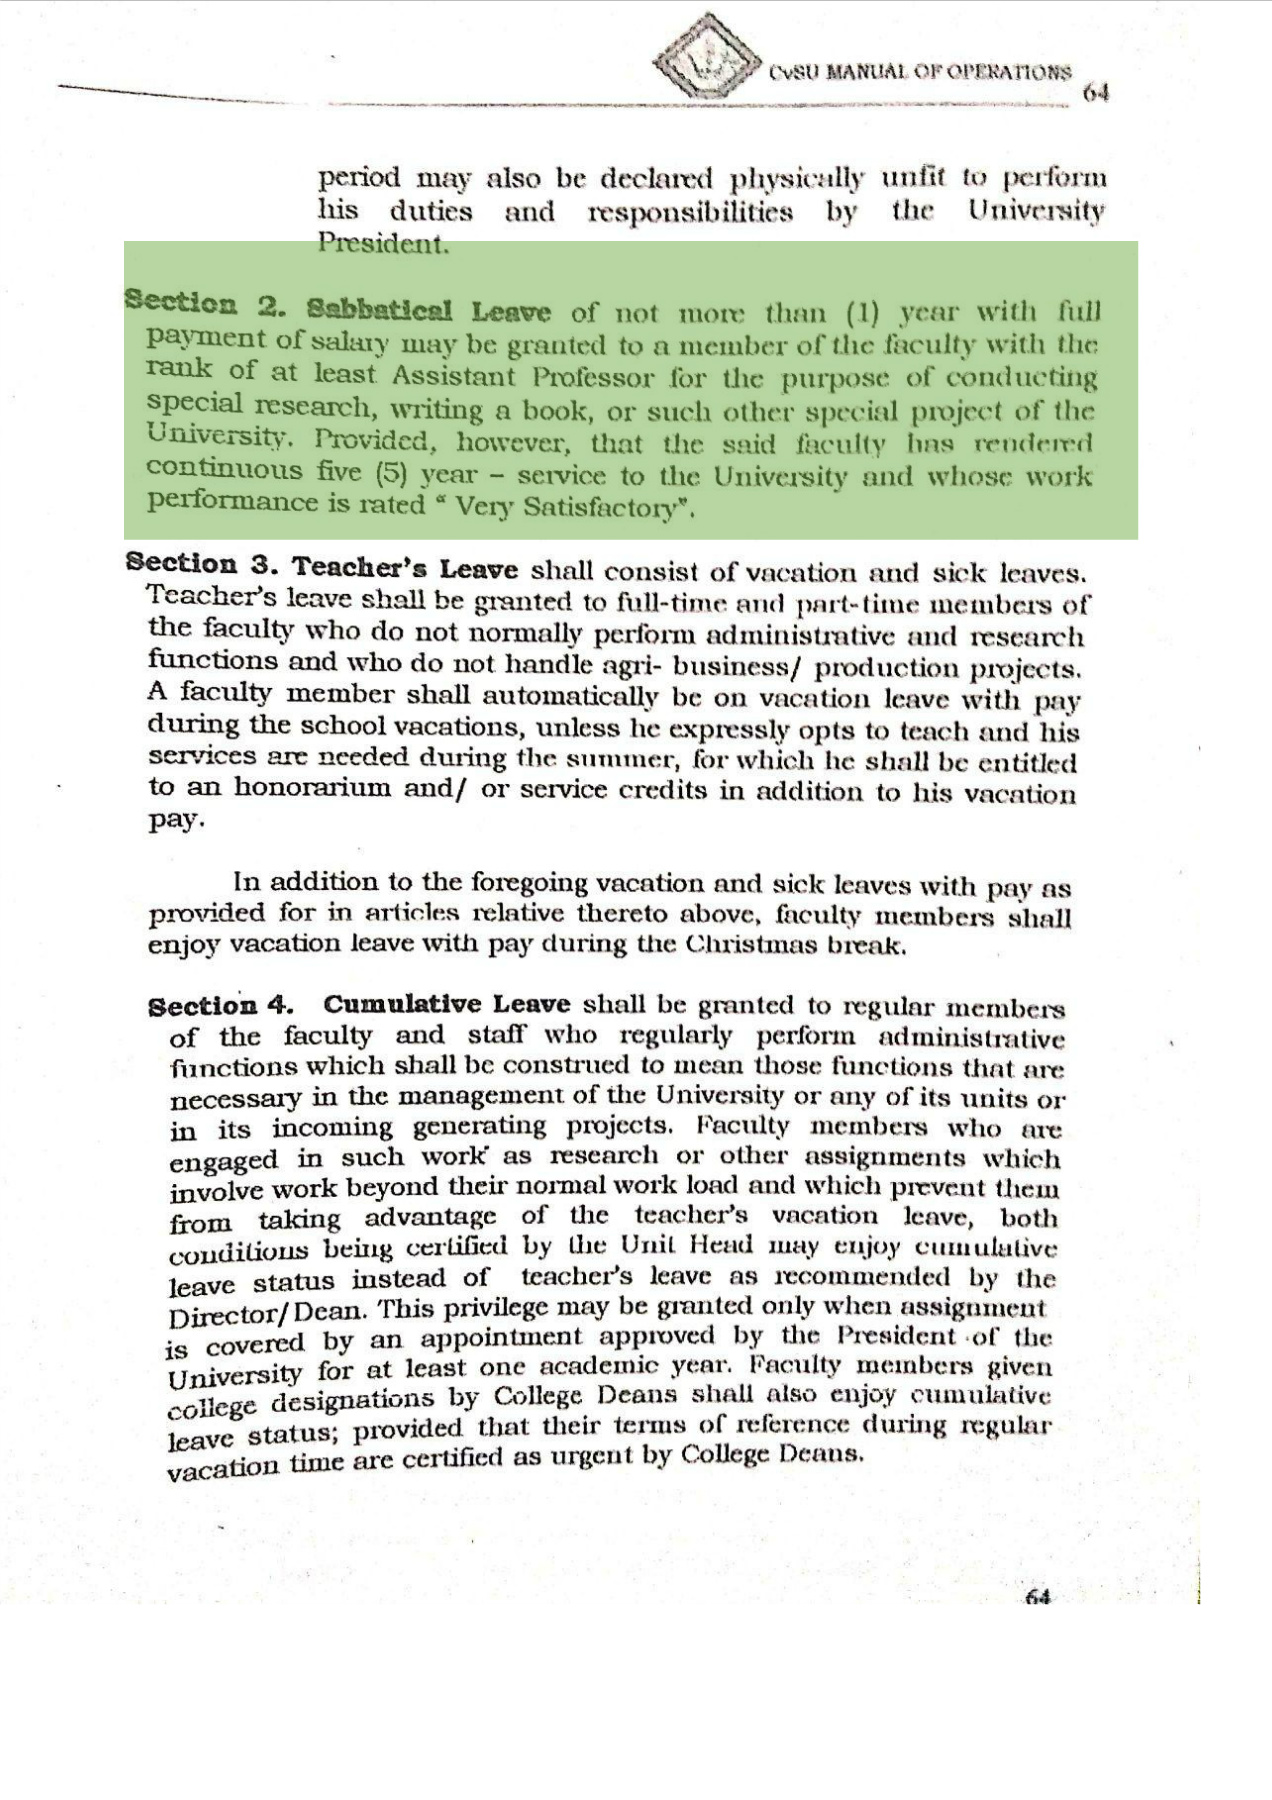 CvSU MANUAL OF OPERATIONS
64
period may also be declared physically unfit to perform
his duties and responsibilities by the University
President.
Section 2. Sabbatical Leave of not more than (1) year with full
payment of salary may be granted to a member of the faculty with the
rank of at least Assistant Professor for the purpose of conducting
special research, writing a book, or such other special project of the
University. Provided, however, that the said faculty has rendered
continuous five (5) year – service to the University and whose work
performance is rated “ Very Satisfactory”.
Section 3. Teacher's Leave shall consist of vacation and sick leaves.
Teacher's leave shall be granted to full-time and part-time members of
the faculty who do not normally perform administrative and research
functions and who do not handle agri- business/ production projects.
A faculty member shall automatically be on vacation leave with pay
during the school vacations, unless he expressly opts to teach and his
services are needed during the summer, for which he shall be entitled
to an honorarium and/ or service credits in addition to his vacation
pay.
In addition to the foregoing vacation and sick leaves with pay as
provided for in articles relative thereto above, faculty members shall
enjoy vacation leave with pay during the Christmas break.
Section 4. Cumulative Leave shall be granted to regular members
of the faculty and staff who regularly perform administrative
functions which shall be construed to mean those functions that are
necessary in the management of the University or any of its units or
in its incoming generating projects. Faculty members who are
engaged in such work as research or other assignments which
involve work beyond their normal work load and which prevent them
from taking advantage of the teacher's vacation leave, both
conditions being certified by the Unit Head may enjoy cumulative
leave status instead of teacher's leave as recommended by the
Director/Dean. This privilege may be granted only when assignment
is covered by an appointment approved by the President of the
University for at least one academic year. Faculty members given
college designations by College Deans shall also enjoy cumulative
leave status; provided that their terms of reference during regular
vacation time are certified as urgent by College Deans.
64